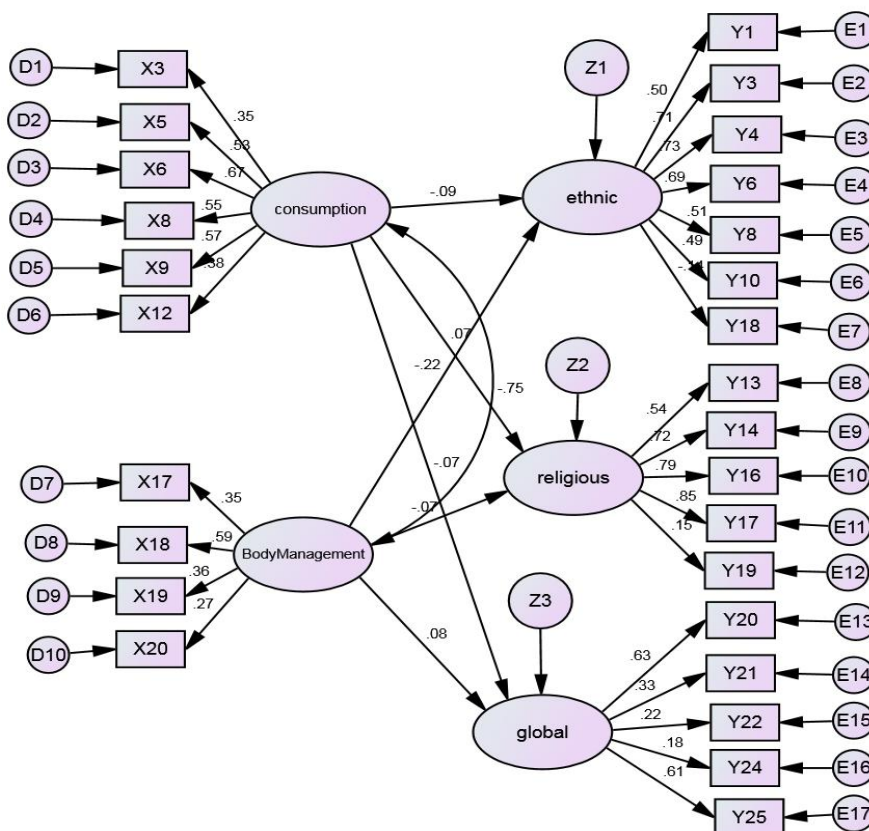 D1
X3
D2
X5
D3
X6
D4
X8
D5
X9
D6
X12
.35
.53
.67
.55
.57
.38
consumption
D7
X17
D8
X18
D9
X19
D10
X20
.35
.59
.36
.27
BodyManagement
-.09
.07
-.22
-.75
-.07
-.07
.08
Z1
ethnic
Z2
religious
Z3
global
.50
.71
.73
.69
.51
.49
Y1
E1
Y3
E2
Y4
E3
Y6
E4
Y8
E5
Y10
E6
Y18
E7
.54
.72
.79
.85
.15
Y13
E8
Y14
E9
Y16
E10
Y17
E11
Y19
E12
.63
.33
.22
.18
.61
Y20
E13
Y21
E14
Y22
E15
Y24
E16
Y25
E17